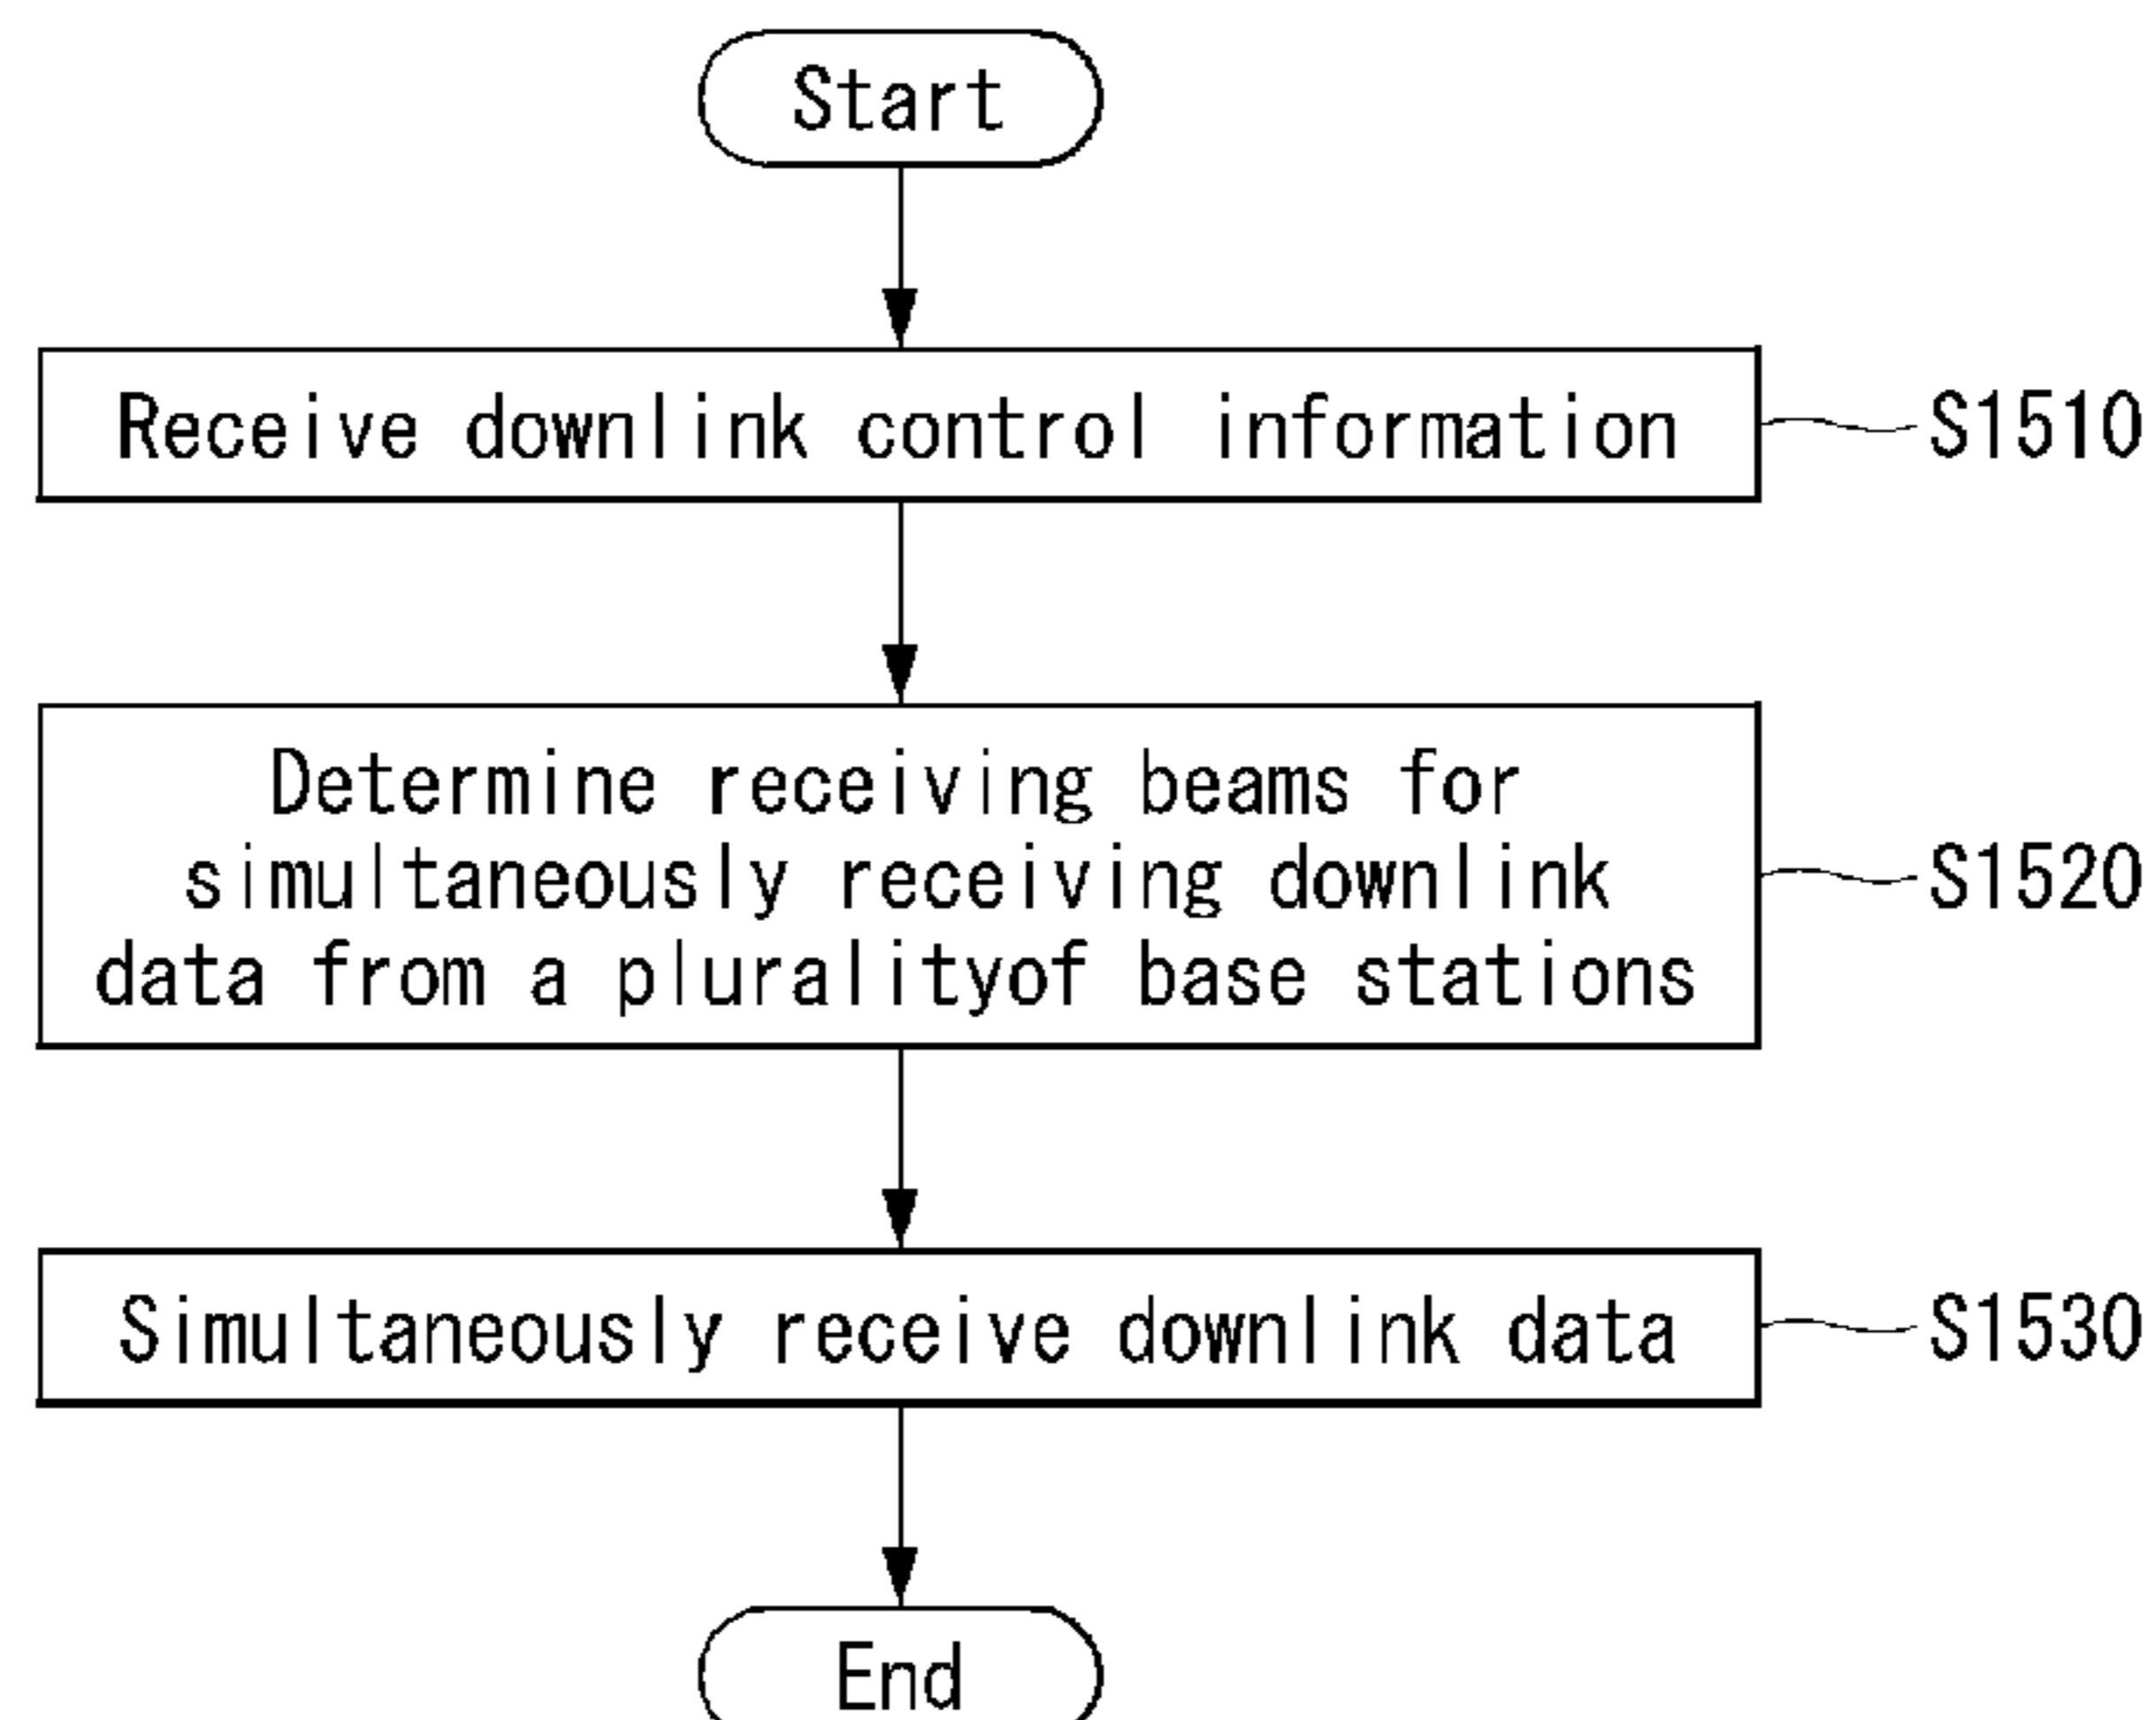 Start
Receive downlink control information
S1510
Determine receiving beams for
simultaneously receiving downlink
data from a pluralityof base stations
S1520
Simultaneously receive downlink data
S1530
End